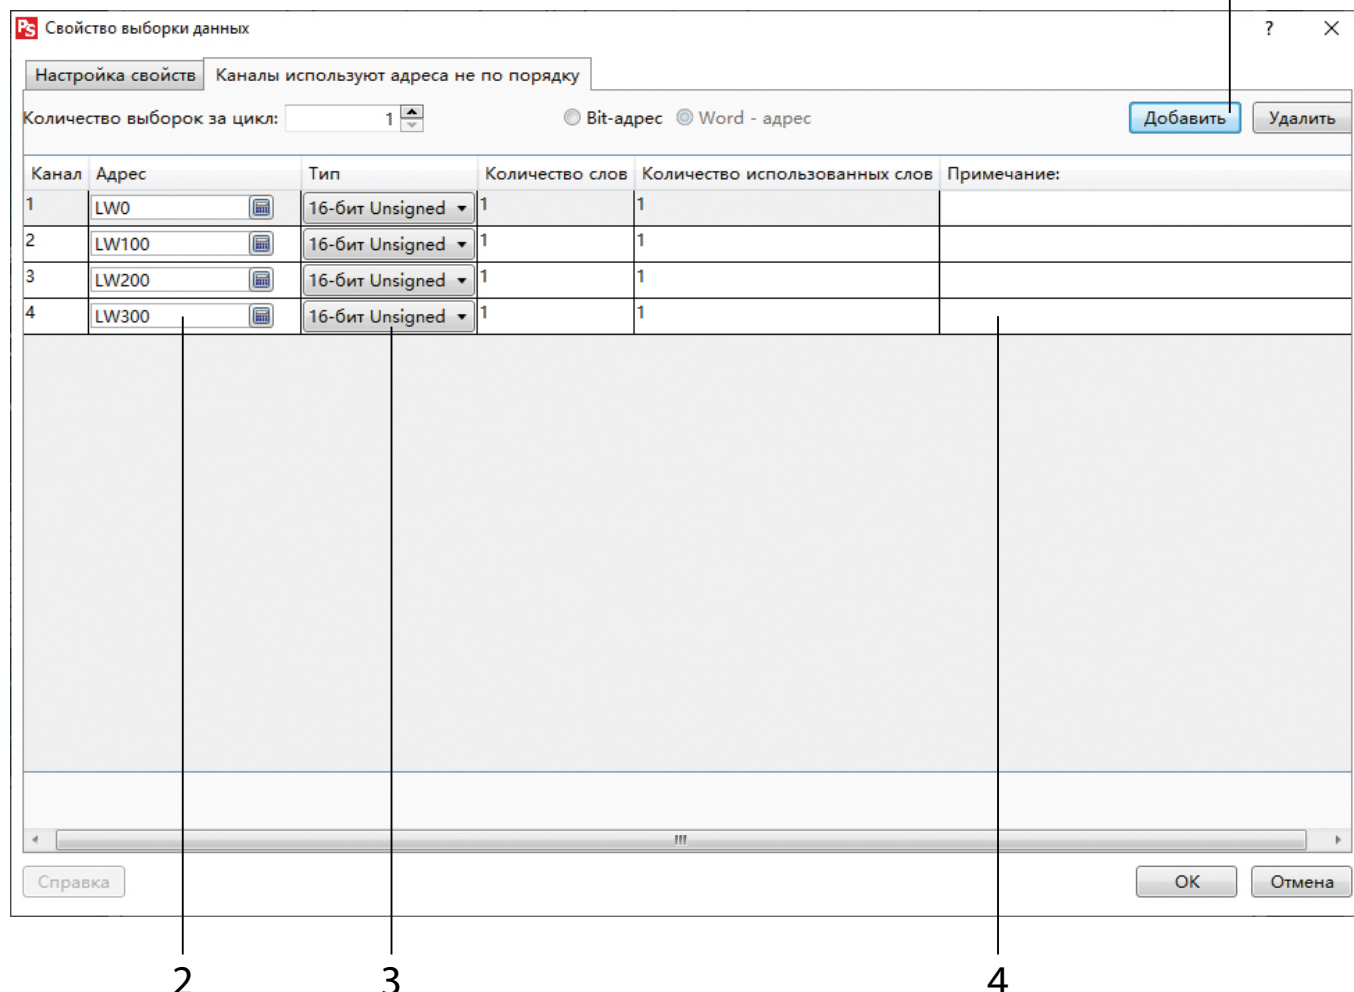 PS Свойство выборки данных ?
Настройка свойств Каналы используют адреса не по порядку
Количество выборок за цикл: 1 Bit-адрес Word - адрес Добавить Удалить
Канал Адрес Тип Количество слов Количество использованных слов Примечание:
1 LW0 16-бит Unsigned 1 1
2 LW100 16-бит Unsigned 1 1
3 LW200 16-бит Unsigned 1 1
4 LW300 16-бит Unsigned 1 1
Справка OK Отмена
2 3 4